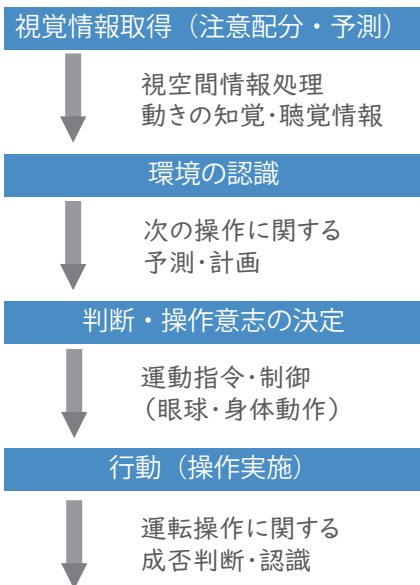 視覚情報取得（注意配分・予測）
視空間情報処理
動きの知覚・聴覚情報
環境の認識
次の操作に関する
予測・計画
判断・操作意志の決定
運動指令・制御
（眼球・身体動作）
行動（操作実施）
運転操作に関する
成否判断・認識